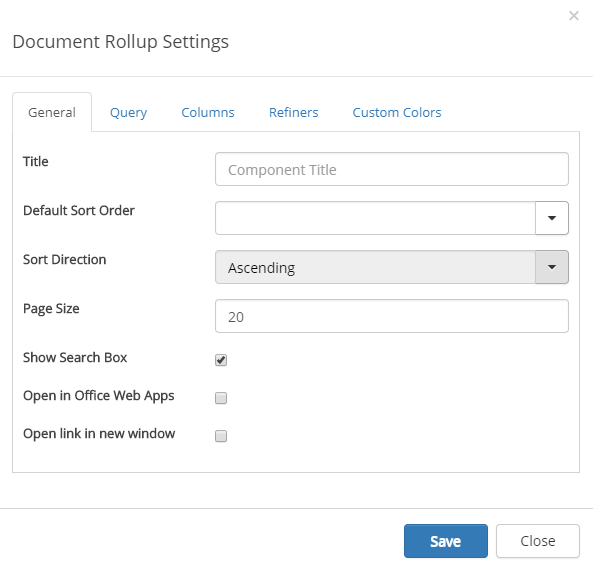 ×
Document Rollup Settings
General Query Columns Refiners Custom Colors
Title Component Title
Default Sort Order
Sort Direction Ascending
Page Size 20
Show Search Box
Open in Office Web Apps
Open link in new window
Save Close